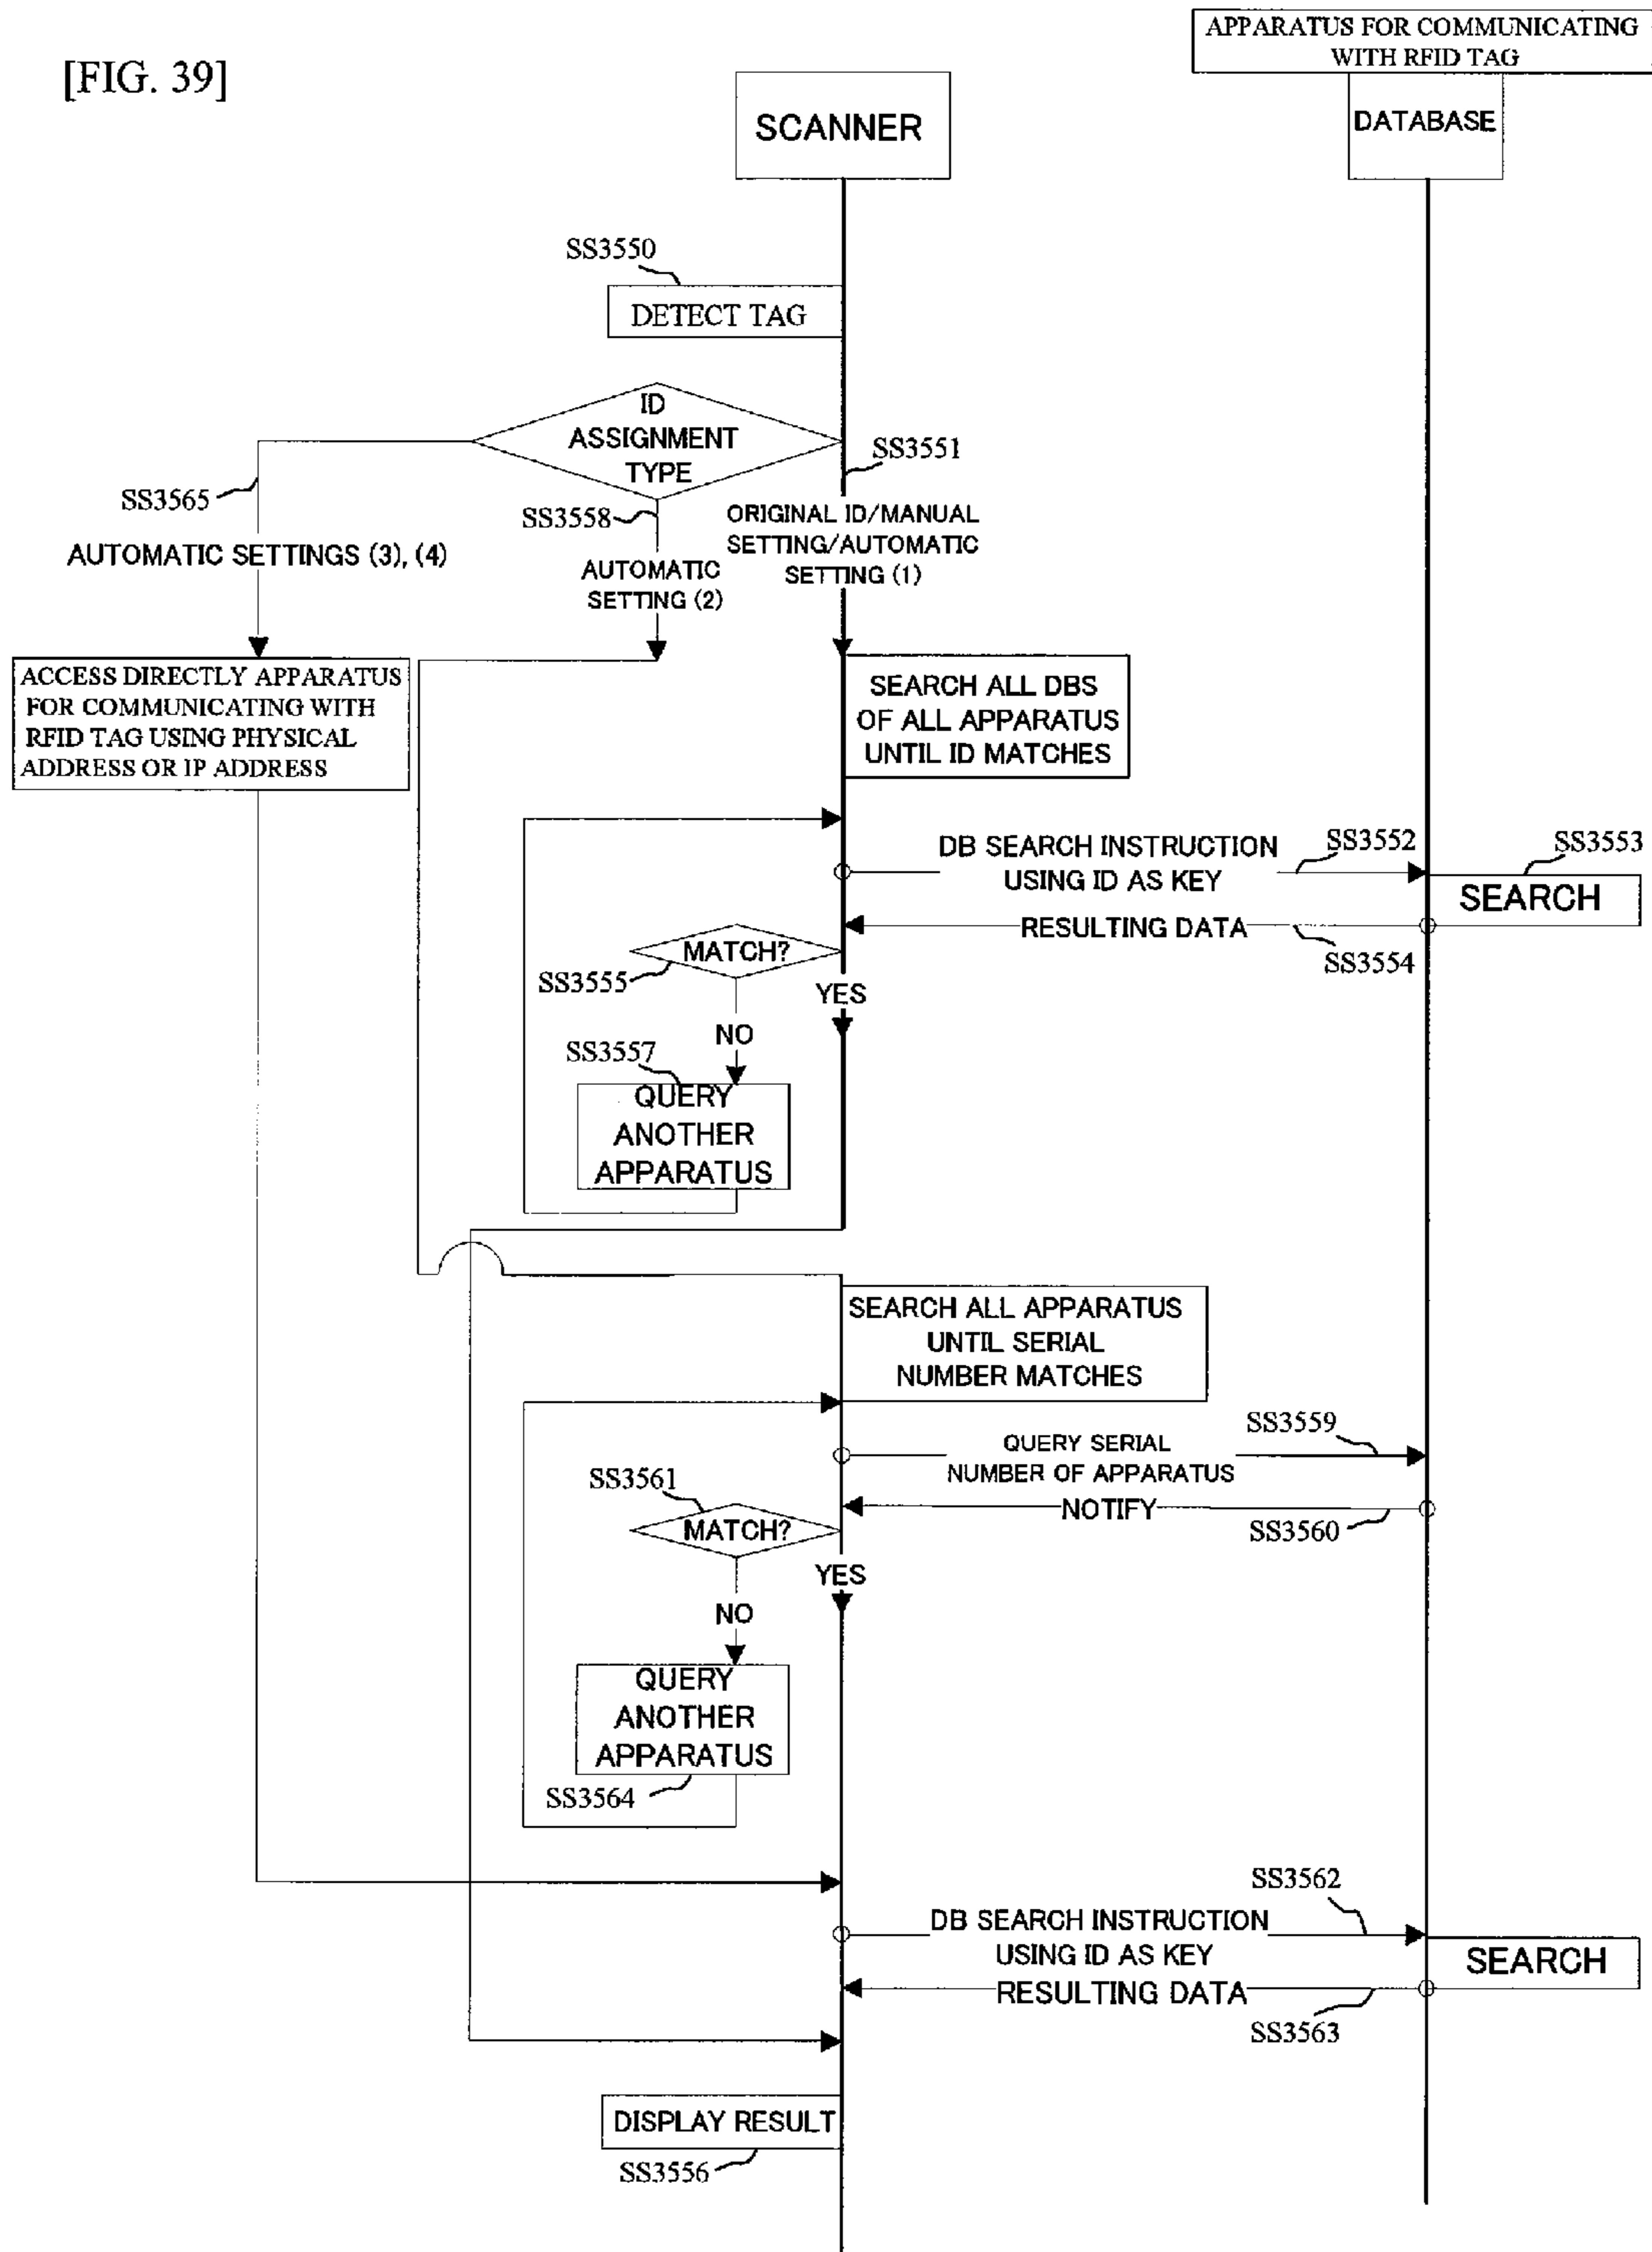 [FIG. 39]
APPARATUS FOR COMMUNICATING
WITH RFID TAG
SCANNER
DATABASE
SS3550
DETECT TAG
ID
ASSIGNMENT
TYPE
SS3551
SS3565
SS3558
ORIGINAL ID/MANUAL
SETTING/AUTOMATIC
SETTING (1)
AUTOMATIC SETTINGS (3), (4)
AUTOMATIC
SETTING (2)
ACCESS DIRECTLY APPARATUS
FOR COMMUNICATING WITH
RFID TAG USING PHYSICAL
ADDRESS OR IP ADDRESS
SEARCH ALL DBS
OF ALL APPARATUS
UNTIL ID MATCHES
DB SEARCH INSTRUCTION
USING ID AS KEY
SS3552
SS3553
SEARCH
RESULTING DATA
SS3554
MATCH?
SS3555
YES
NO
SS3557
QUERY
ANOTHER
APPARATUS
SEARCH ALL APPARATUS
UNTIL SERIAL
NUMBER MATCHES
SS3559
QUERY SERIAL
NUMBER OF APPARATUS
SS3561
NOTIFY
SS3560
MATCH?
YES
NO
QUERY
ANOTHER
APPARATUS
SS3564
SS3562
DB SEARCH INSTRUCTION
USING ID AS KEY
SEARCH
RESULTING DATA
SS3563
DISPLAY RESULT
SS3556